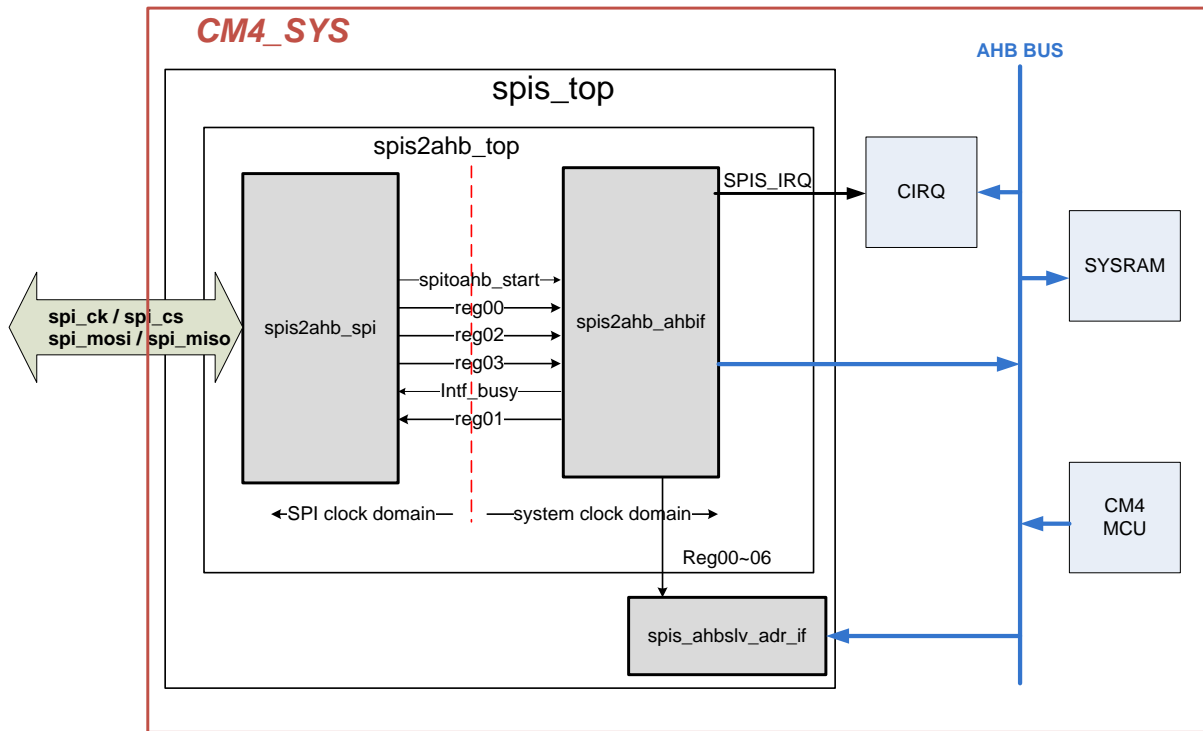 CM4_SYS
AHB BUS
spis_top
spis2ahb_top
SPIS_IRQ
CIRQ
SYSRAM
spitoahb_start
reg00
reg02
reg03
Intf_busy
reg01
spis2ahb_spi
spis2ahb_ahbif
spi_ck / spi_cs
spi_mosi / spi_miso
SPI clock domain
system clock domain
CM4
MCU
Reg00~06
spis_ahbslv_adr_if